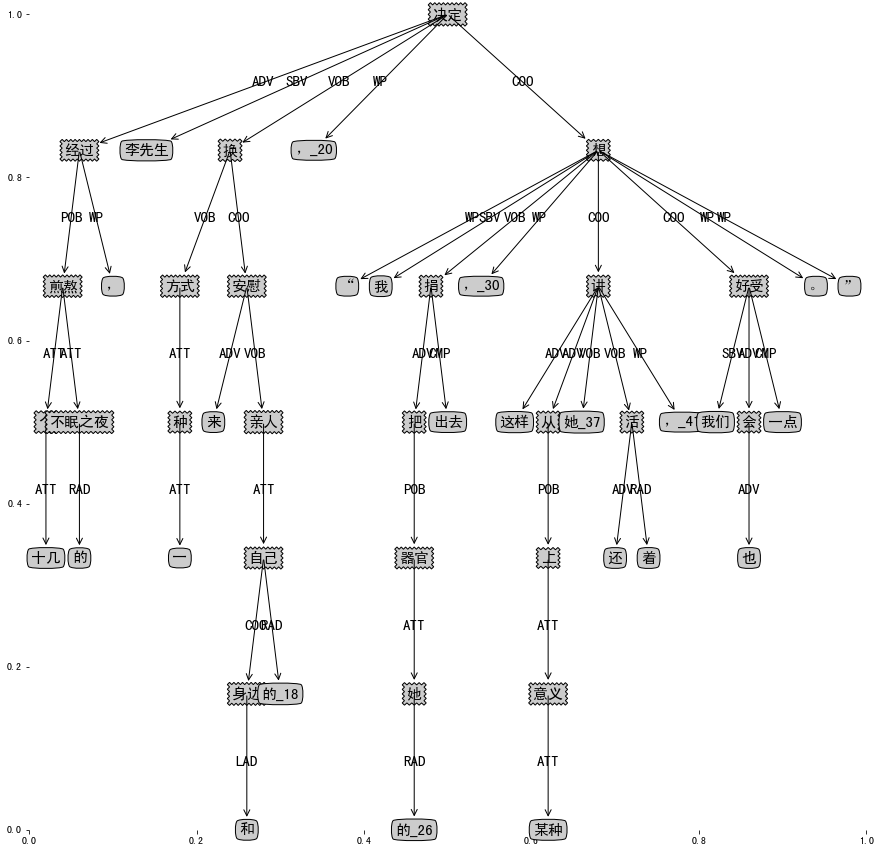 1.0
决定
ADV SBV VOB WP COO
经过 李先生 换 ，_20 想
0.8
POB WP VOB COO WP SBV VOB WP COO COO WP WP
煎熬 ， 方式 安慰 “ 我 捐 ，_30 讲 好受 。 ”
0.6
ATT ATT ATT ADV VOB ADV CMP ADV ADV VOB VOB WP SBV ADV CMP
不眠之夜 种 来 亲人 把 出去 这样 从 她_37 活 我们 会 一点
ATT RAD ATT ATT POB POB ADV RAD ADV
0.4
十几 的 一 自己 器官 上 还 着 也
COO RAD ATT ATT
0.2
身边 的_18 她 意义
LAD RAD ATT
0.0
和 的_26 某种
0.0 0.2 0.4 0.6 0.8 1.0